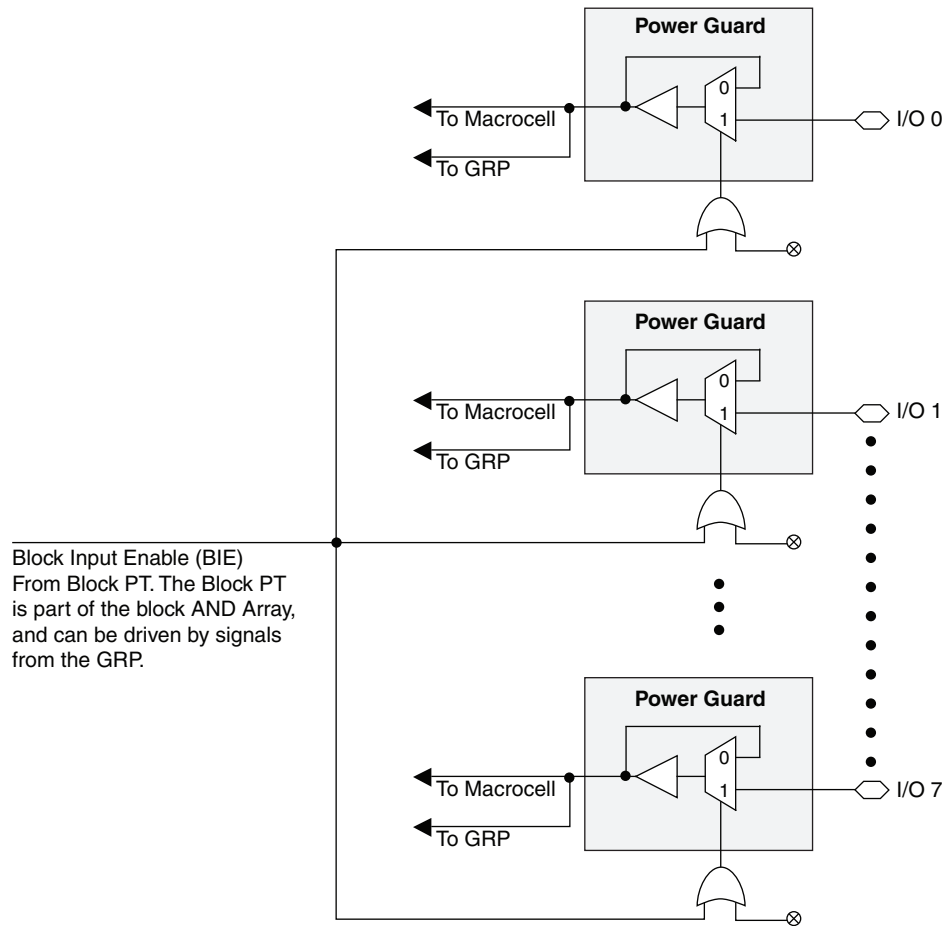 Power Guard
0
1
To Macrocell
To GRP
I/O 0
Power Guard
0
1
To Macrocell
To GRP
I/O 1
Block Input Enable (BIE)
From Block PT. The Block PT
is part of the block AND Array,
and can be driven by signals
from the GRP.
Power Guard
0
1
To Macrocell
To GRP
I/O 7